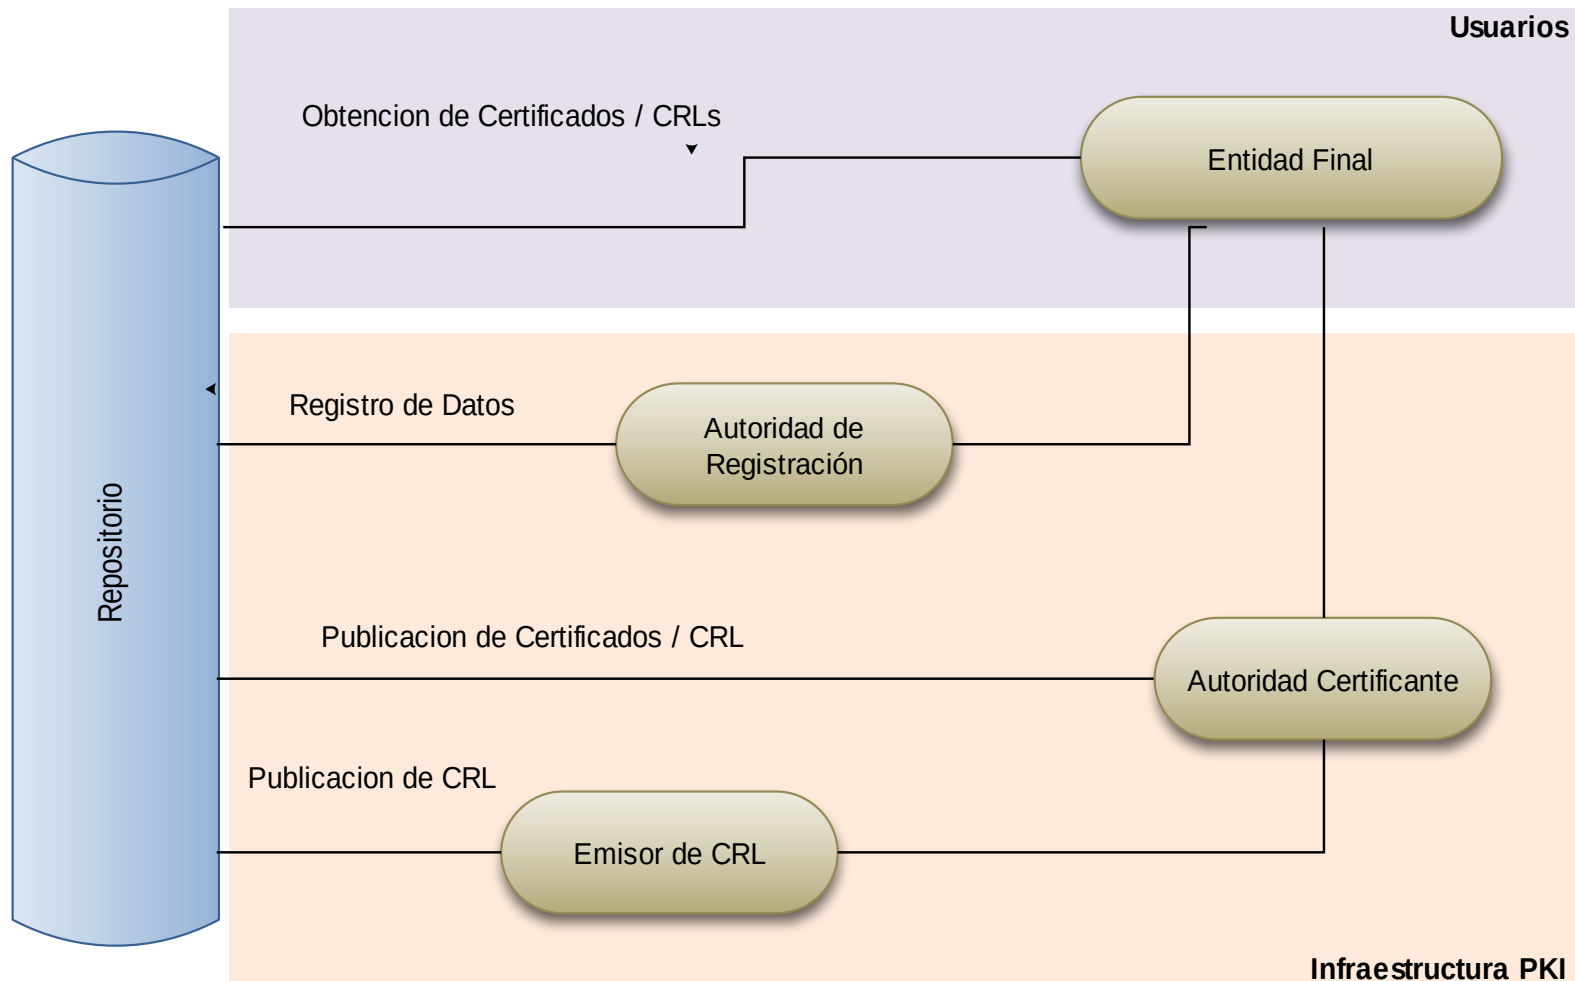 Usuarios
Obtencion de Certificados / CRLs
Entidad Final
Registro de Datos
Autoridad de
Registración
Repositorio
Publicacion de Certificados / CRL
Autoridad Certificante
Publicacion de CRL
Emisor de CRL
Infraestructura PKI